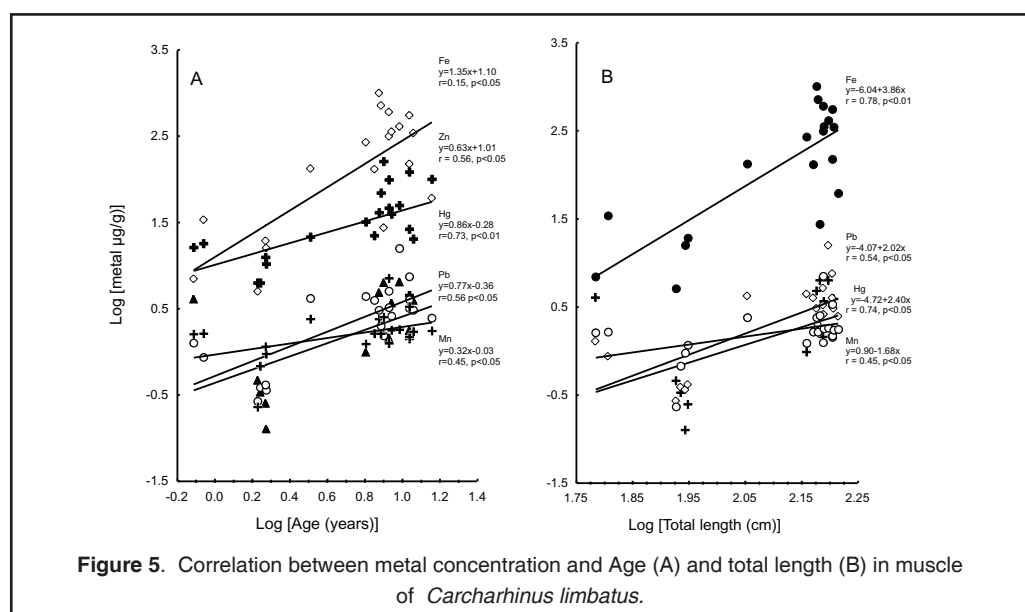 A
Log [metal µg/g)]
3.5
2.5
1.5
0.5
-0.5
-1.5
-0.2
0.0
0.2
0.4
0.6
0.8
1.0
1.2
1.4
Log [Age (years)]
Fe
y=1.35x+1.10
r=0.15, p<0.05
Zn
y=0.63x+1.01
r = 0.56, p<0.05
Hg
y=0.86x-0.28
r=0.73, p<0.01
Pb
y=0.77x-0.36
r=0.56 p<0.05
Mn
y=0.32x-0.03
r=0.45, p<0.05
B
3.5
2.5
1.5
0.5
-0.5
-1.5
1.75
1.85
1.95
2.05
2.15
2.25
Log [Total length (cm)]
Fe
y=-6.04+3.86x
r = 0.78, p<0.01
Pb
y=-4.07+2.02x
r = 0.54, p<0.05
Hg
y=-4.72+2.40x
r = 0.74, p<0.05
Mn
y=0.90-1.68x
r = 0.45, p<0.05
Figure 5. Correlation between metal concentration and Age (A) and total length (B) in muscle
of Carcharhinus limbatus.